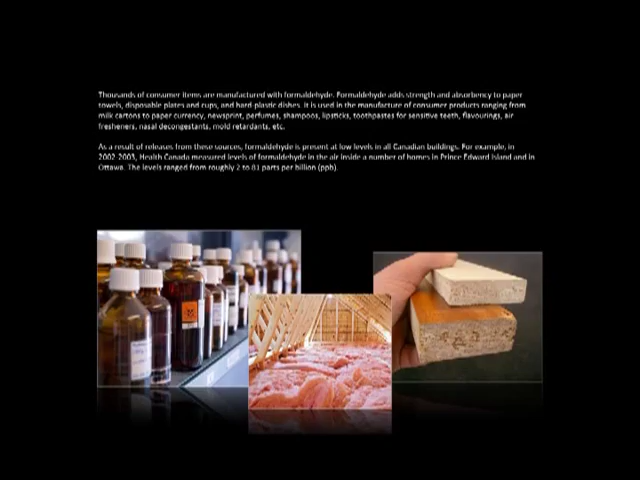 Thousands of consumer items are manufactured with formaldehyde. Formaldehyde adds strength and absorbency to paper
towels, disposable plates and cups, and hard plastic dishes. It is used in the manufacture of consumer products ranging from
milk cartons to paper currency, newsprint, perfumes, shampoos, lipsticks, toothpastes for sensitive teeth, flavourings, air
fresheners, nasal decongestants, mold retardants, etc.
As a result of releases from these sources, formaldehyde is present at low levels in all Canadian buildings. For example, in
2002-2003, Health Canada measured levels of formaldehyde in the air inside a number of homes in Prince Edward Island and in
Ottawa. The levels ranged from roughly 2 to 81 parts per billion (ppb).